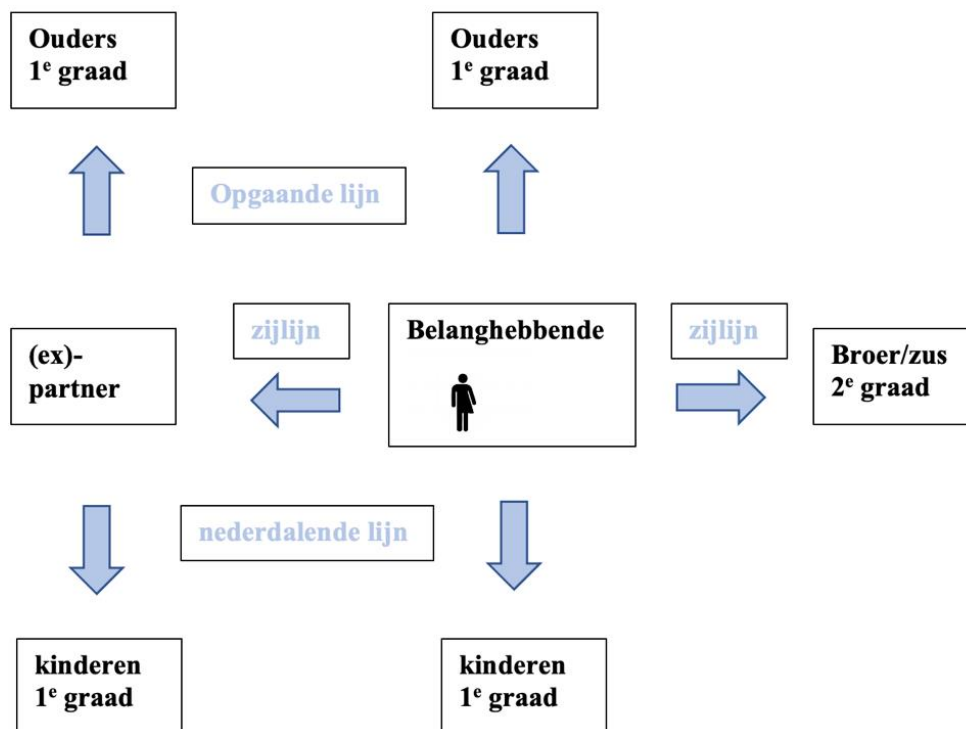 Ouders
1e graad
Ouders
1e graad
Opgaande lijn
(ex)-
partner
zijlijn
Belanghebbende
zijlijn
Broer/zus
2e graad
nederdalende lijn
kinderen
1e graad
kinderen
1e graad